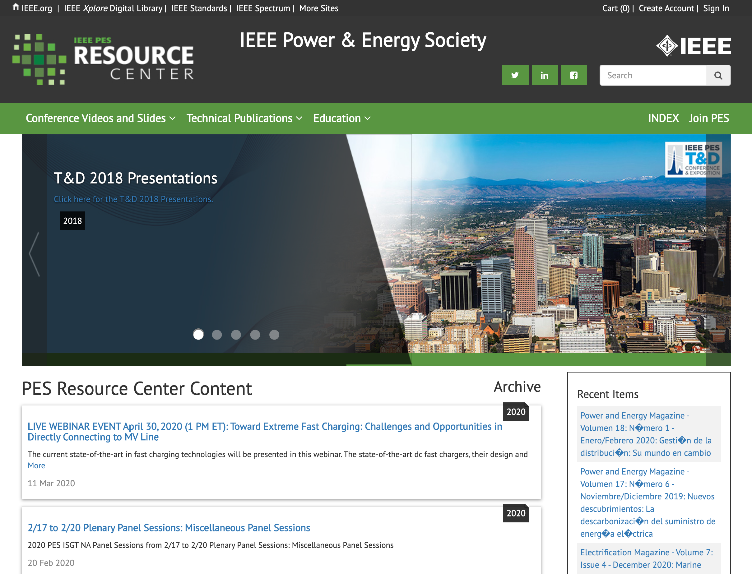 IEEE.org | IEEE Xplore Digital Library | IEEE Standards | IEEE Spectrum | More Sites
Cart (0) | Create Account | Sign In
IEEE PES
RESOURCE
CENTER
IEEE Power & Energy Society
IEEE
Search
Conference Videos and Slides
Technical Publications
Education
INDEX
Join PES
T&D 2018 Presentations
Click here for the T&D 2018 Presentations.
2018
IEEE PES
T&D
CONFERENCE
& EXPOSITION
PES Resource Center Content
Archive
2020
LIVE WEBINAR EVENT April 30, 2020 (1 PM ET): Toward Extreme Fast Charging: Challenges and Opportunities in
Directly Connecting to MV Line
The current state-of-the-art in fast charging technologies will be presented in this webinar. The state-of-the-art dc fast chargers, their design and
More
11 Mar 2020
2020
2/17 to 2/20 Plenary Panel Sessions: Miscellaneous Panel Sessions
2020 PES ISGT NA Panel Sessions from 2/17 to 2/20 Plenary Panel Sessions: Miscellaneous Panel Sessions
20 Feb 2020
Recent Items
Power and Energy Magazine -
Volumen 18: N�mero 1 -
Enero/Febrero 2020: Gesti�n de la
distribuci�n: Su mundo en cambio
Power and Energy Magazine -
Volumen 17: N�mero 6 -
Noviembre/Diciembre 2019: Nuevos
descubrimientos: La
descarbonizaci�n del suministro de
energ�a el�ctrica
Electrification Magazine - Volume 7:
Issue 4 - December 2020: Marine